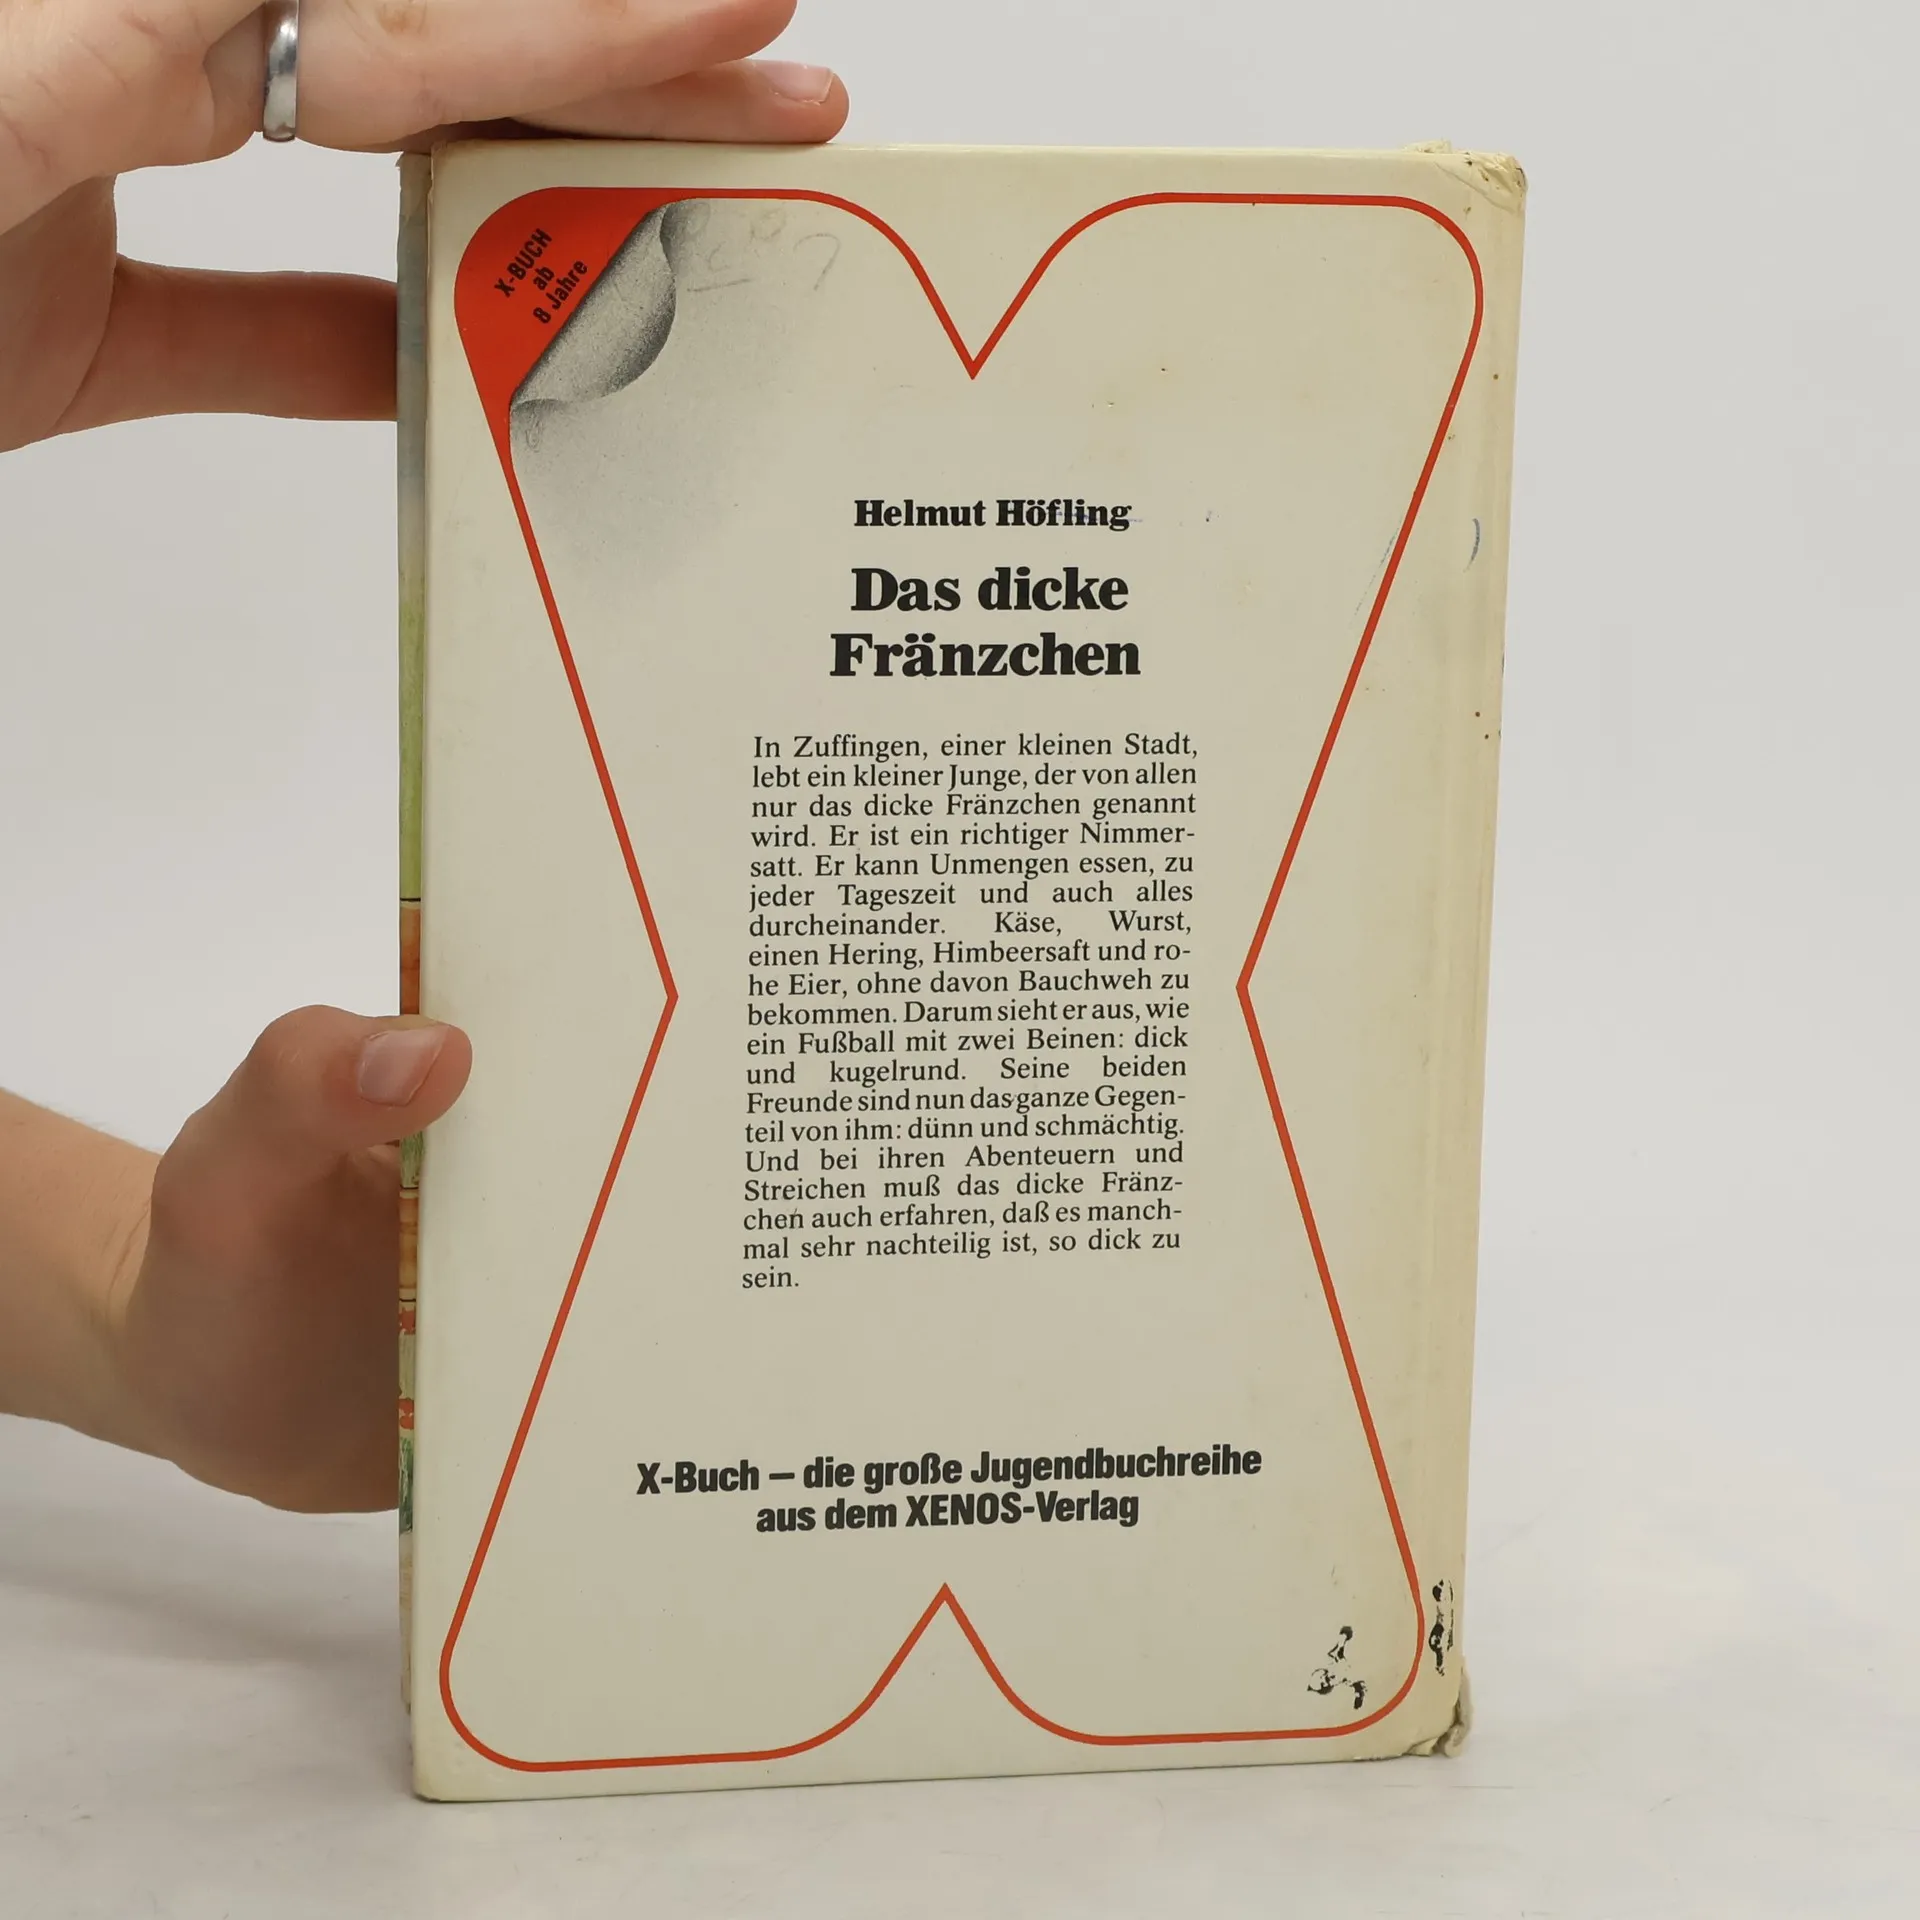 X-BUCH
ab
8 Jahre
Helmut Höfling
Das dicke
Fränzchen
In Zuffingen, einer kleinen Stadt,
lebt ein kleiner Junge, der von allen
nur das dicke Fränzchen genannt
wird. Er ist ein richtiger Nimmer-
satt. Er kann Unmengen essen, zu
jeder Tageszeit und auch alles
durcheinander. Käse, Wurst,
einen Hering, Himbeersaft und ro-
he Eier, ohne davon Bauchweh zu
bekommen. Darum sieht er aus, wie
ein Fußball mit zwei Beinen: dick
und kugelrund. Seine beiden
Freunde sind nun das ganze Gegen-
teil von ihm: dünn und schmächtig.
Und bei ihren Abenteuern und
Streichen muß das dicke Fränz-
chen auch erfahren, daß es manch-
mal sehr nachteilig ist, so dick zu
sein.
X-Buch – die große Jugendbuchreihe
aus dem XENOS-Verlag